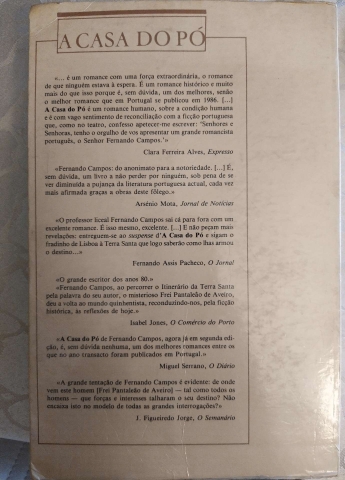 A CASA DO PÓ
«... é um romance com uma força extraordinária, o romance
de que ninguém estava à espera. É um romance histórico e muito
mais do que isso porque é, sem dúvida, um dos melhores, senão
o melhor romance que em Portugal se publicou em 1986. [...]
A Casa do Pó é um romance humano, sobre a condição humana
e é com vago sentimento de reconciliação com a ficção portuguesa
que, como no teatro, confesso apetecer-me escrever: 'Senhores e
Senhoras, tenho o orgulho de vos apresentar um grande romancista
português, o Senhor Fernando Campos.'»
Clara Ferreira Alves, Expresso
«Fernando Campos: do anonimato para a notoriedade. [...] É,
sem dúvida, um livro a não perder por ninguém, sob pena de se
ver diminuída a pujança da literatura portuguesa actual, cada vez
mais afirmada graças a obras deste fôlego.»
Arsénio Mota, Jornal de Notícias
«O professor liceal Fernando Campos sai cá para fora com um
excelente romance. É isso mesmo, excelente. [...] E não peçam mais
revelações: entreguem-se ao suspense d'A Casa do Pó e sigam o
fradinho de Lisboa à Terra Santa que logo saberão como lhas armou
o destino...»
Fernando Assis Pacheco, O Jornal
«O grande escritor dos anos 80.»
«Fernando Campos, ao percorrer o Itinerário da Terra Santa
pela palavra do seu autor, o misterioso Frei Pantaleão de Aveiro,
deu a volta ao mundo quinhentista, reconduzindo-nos, pela ficção
histórica, às reflexões de hoje.»
Isabel Jones, O Comércio do Porto
«A Casa do Pó de Fernando Campos, agora já em segunda edi-
ção, é, sem dúvida nenhuma, um dos melhores romances entre os
que no ano transacto foram publicados em Portugal.»
Miguel Serrano, O Diário
«A grande interação de Fernando Campos é evidente: de onde
vem este homem [Frei Pantaleão de Aveiro] — tal como todos os
homens — que forças e interesses talharam o seu destino? Não
encarna isto no modelo de todas as grandes interrogações?»
J. Figueiredo Jorge, O Semanário